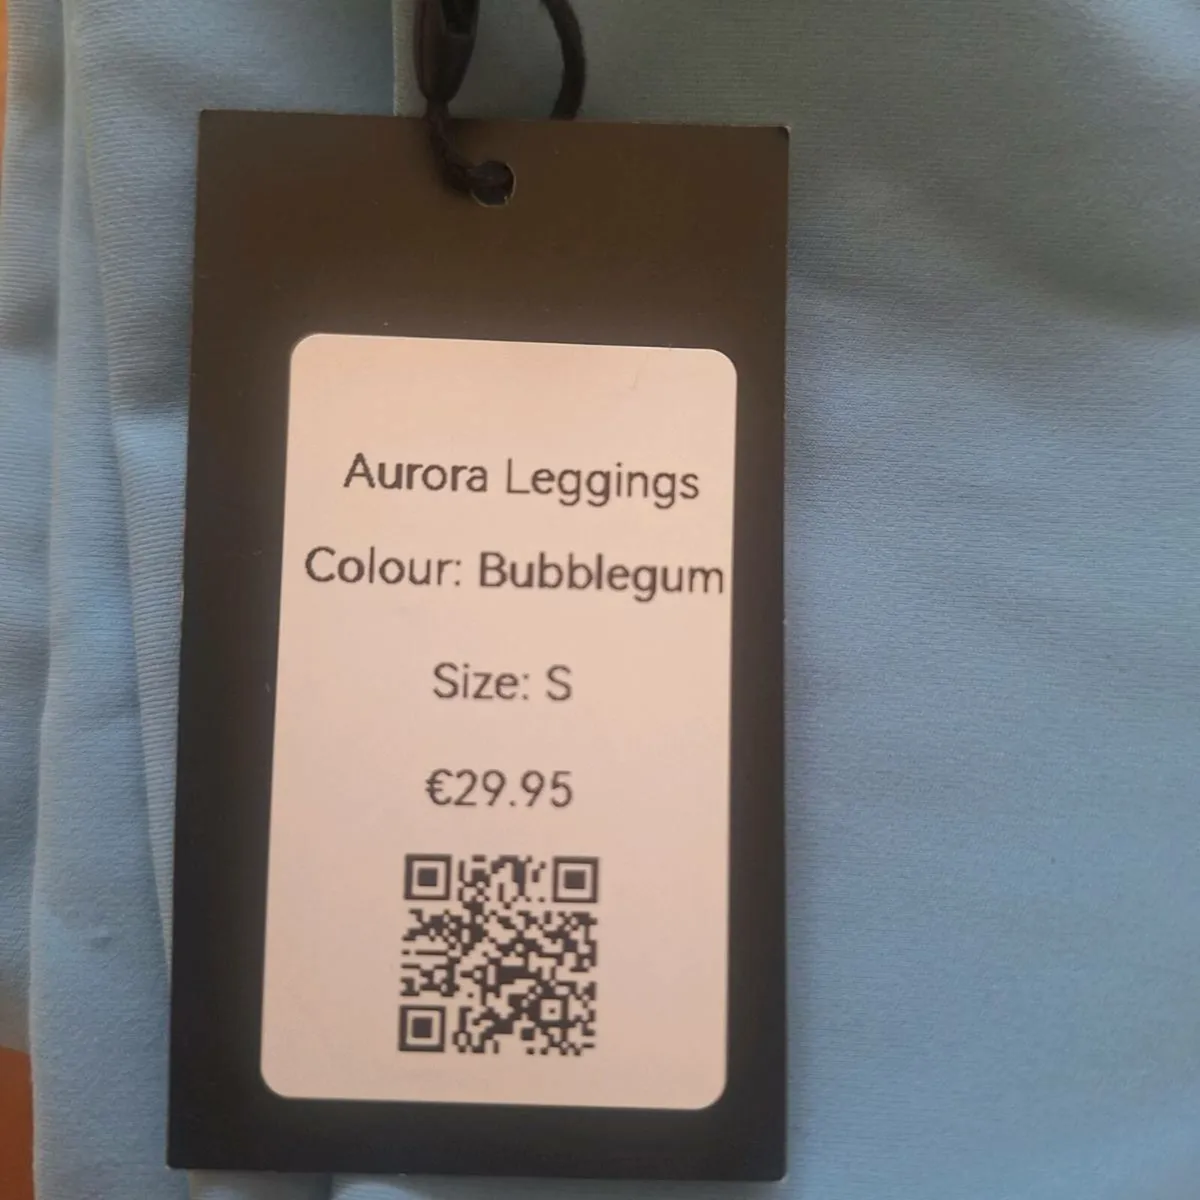 Aurora Leggings
Colour: Bubblegum
Size: S
€29.95